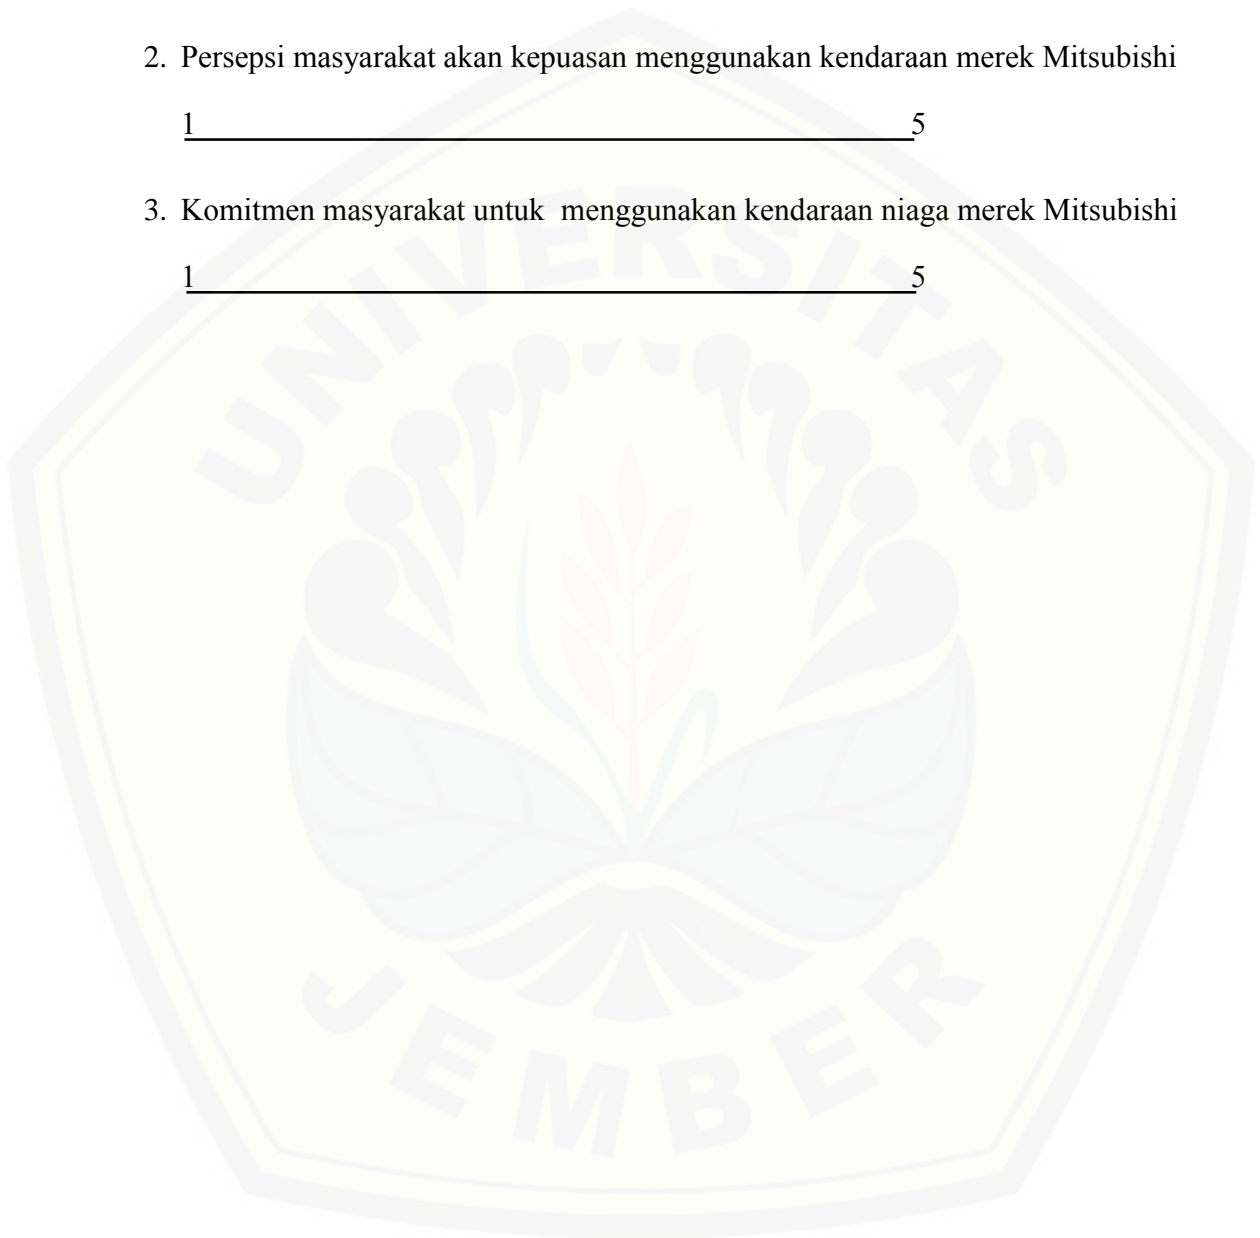 2. Persepsi masyarakat akan kepuasan menggunakan kendaraan merek Mitsubishi
1 5
3. Komitmen masyarakat untuk menggunakan kendaraan niaga merek Mitsubishi
1 5
UNIVERSITAS
JEMBER